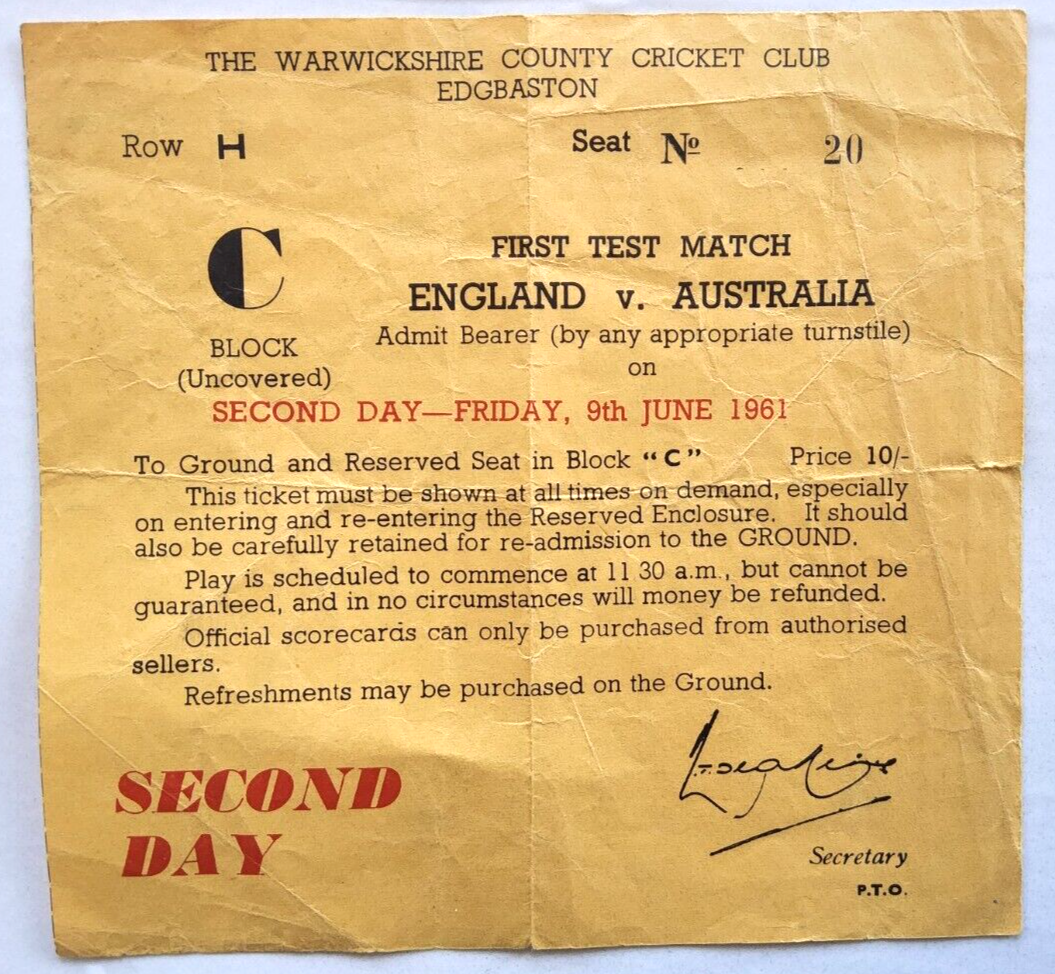 THE WARWICKSHIRE COUNTY CRICKET CLUB
EDGBASTON
Row H Seat Nº 20
C
BLOCK
(Uncovered)
FIRST TEST MATCH
ENGLAND v. AUSTRALIA
Admit Bearer (by any appropriate turnstile)
on
SECOND DAY—FRIDAY, 9th JUNE 1961
To Ground and Reserved Seat in Block "C" Price 10/-
This ticket must be shown at all times on demand, especially
on entering and re-entering the Reserved Enclosure. It should
also be carefully retained for re-admission to the GROUND.
Play is scheduled to commence at 11 30 a.m., but cannot be
guaranteed, and in no circumstances will money be refunded.
Official scorecards can only be purchased from authorised
sellers.
Refreshments may be purchased on the Ground.
SECOND
DAY
Secretary
P.T.O.